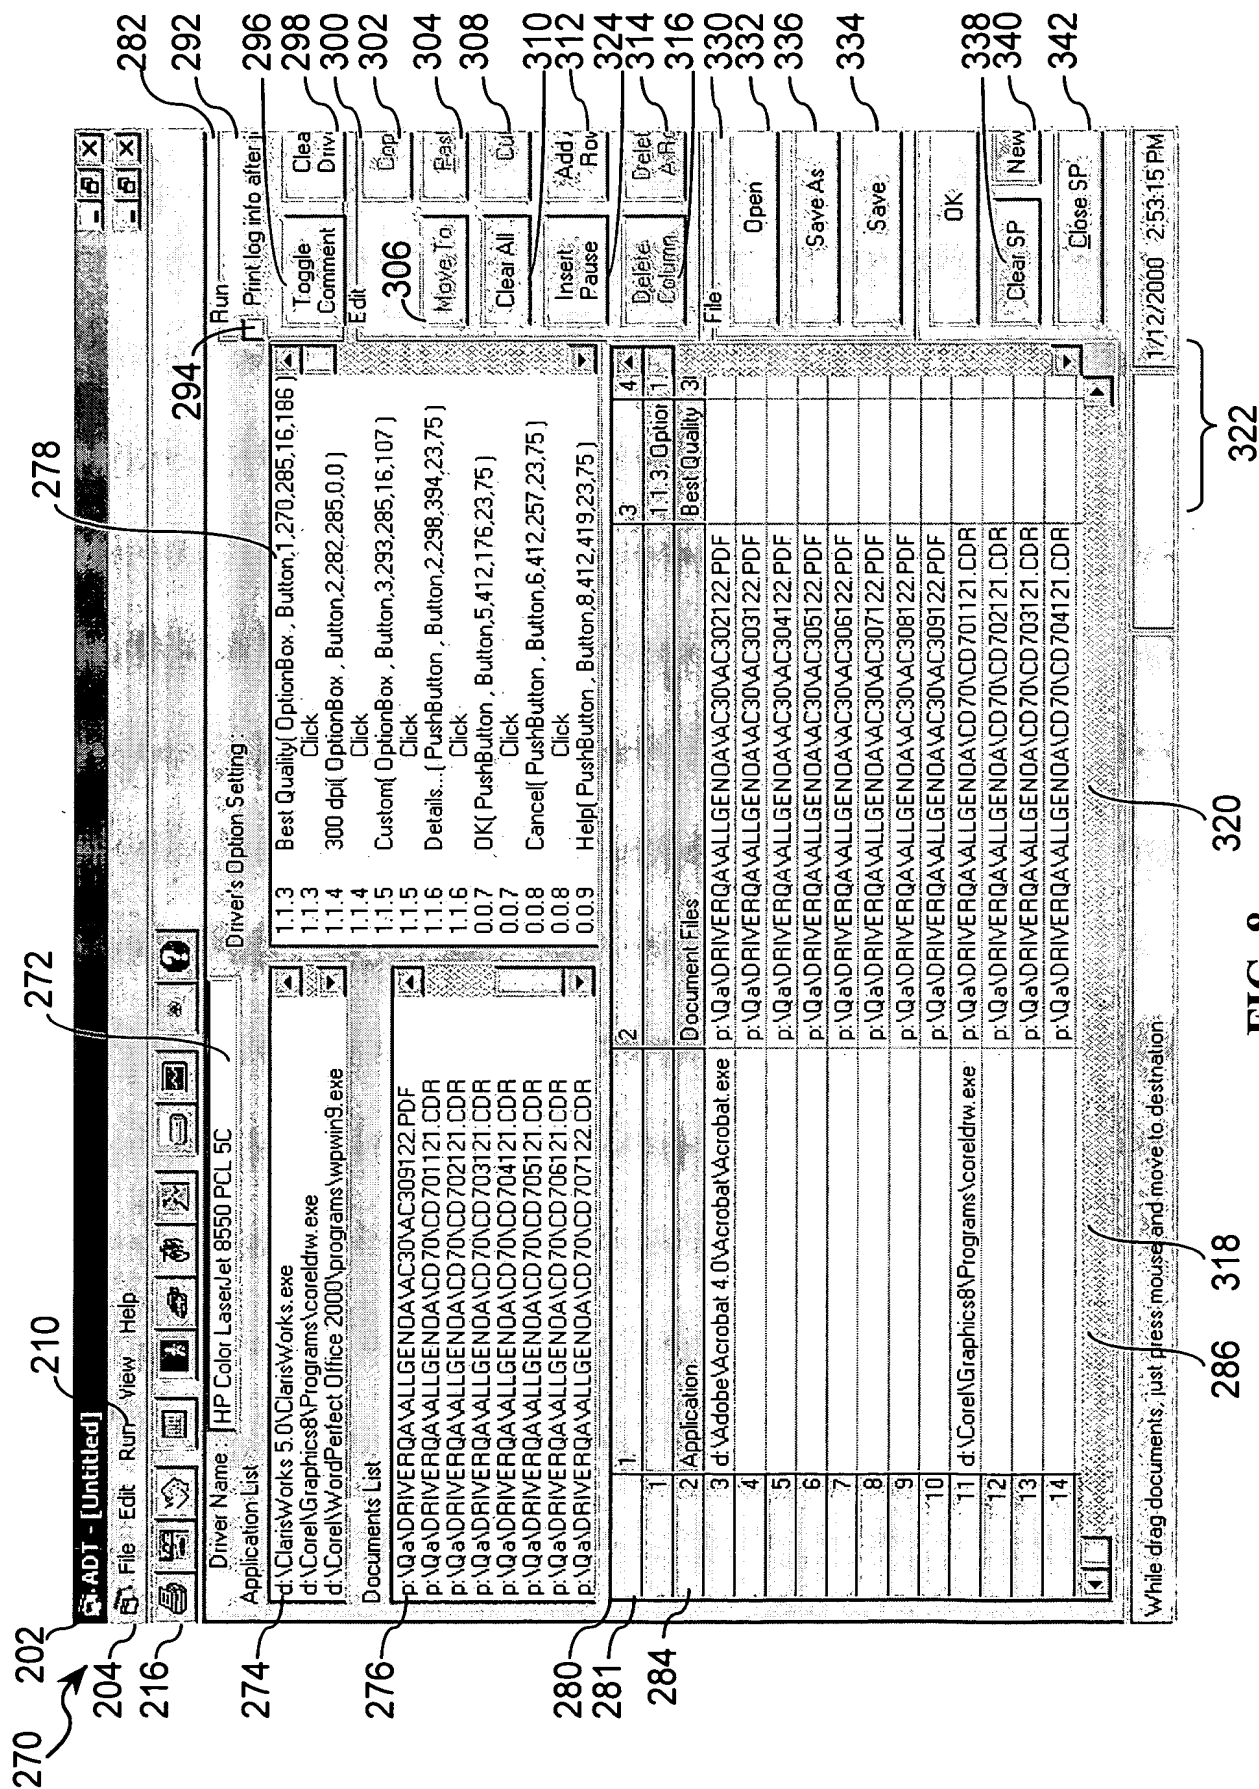 270
202
204
216
210
272
278
282
292
294
296
298
300
302
304
306
308
310
312
324
314
316
330
332
336
334
338
340
342
274
276
280
281
284
286
318
320
322
ADT - [Untitled]
File Edit Run View Help
Driver Name : HP Color LaserJet 8550 PCL 5C
Driver's Option Setting :
Run
Print log info after
Application List
d:\ClarisWorks 5.0\ClarisWorks.exe
d:\Corel\Graphics8\Programs\coreldrw.exe
d:\Corel\WordPerfect Office 2000\programs\wpwin9.exe
Documents List
p:\Qa\DRIVERQA\ALLGENDA\AC30\AC309122.PDF
p:\Qa\DRIVERQA\ALLGENDA\CD70\CD701121.CDR
p:\Qa\DRIVERQA\ALLGENDA\CD70\CD702121.CDR
p:\Qa\DRIVERQA\ALLGENDA\CD70\CD703121.CDR
p:\Qa\DRIVERQA\ALLGENDA\CD70\CD704121.CDR
p:\Qa\DRIVERQA\ALLGENDA\CD70\CD705121.CDR
p:\Qa\DRIVERQA\ALLGENDA\CD70\CD706121.CDR
p:\Qa\DRIVERQA\ALLGENDA\CD70\CD707122.CDR
1.1.3 Best Quality( OptionBox , Button,1,270,285,16,186 )
1.1.3 Click
1.1.4 300 dpi( OptionBox , Button,2,282,285,0,0 )
1.1.4 Click
1.1.5 Custom( OptionBox , Button,3,293,285,16,107 )
1.1.5 Click
1.1.6 Details...( PushButton , Button,2,298,394,23,75 )
1.1.6 Click
0.0.7 OK( PushButton , Button,5,412,176,23,75 )
0.0.7 Click
0.0.8 Cancel( PushButton , Button,6,412,257,23,75 )
0.0.8 Click
0.0.9 Help( PushButton , Button,8,412,419,23,75 )
Toggle Comment
Clea Driv
Edit
Cop
Move To
Past
Clear All
Cut
Insert Pause
Add Row
Delete Column
Delet A Ro
File
Open
Save As
Save
OK
Clear SP
New
Close SP
1 2 3 4
1 1.1.3, Option 1.
2 Application Document Files Best Quality 3
3 d:\Adobe\Acrobat 4.0\Acrobat\Acrobat.exe p:\Qa\DRIVERQA\ALLGENDA\AC30\AC302122.PDF
4 p:\Qa\DRIVERQA\ALLGENDA\AC30\AC303122.PDF
5 p:\Qa\DRIVERQA\ALLGENDA\AC30\AC304122.PDF
6 p:\Qa\DRIVERQA\ALLGENDA\AC30\AC305122.PDF
7 p:\Qa\DRIVERQA\ALLGENDA\AC30\AC306122.PDF
8 p:\Qa\DRIVERQA\ALLGENDA\AC30\AC307122.PDF
9 p:\Qa\DRIVERQA\ALLGENDA\AC30\AC308122.PDF
10 p:\Qa\DRIVERQA\ALLGENDA\AC30\AC309122.PDF
11 d:\Corel\Graphics8\Programs\coreldrw.exe p:\Qa\DRIVERQA\ALLGENDA\CD70\CD701121.CDR
12 p:\Qa\DRIVERQA\ALLGENDA\CD70\CD702121.CDR
13 p:\Qa\DRIVERQA\ALLGENDA\CD70\CD703121.CDR
14 p:\Qa\DRIVERQA\ALLGENDA\CD70\CD704121.CDR
While drag documents, just press mouse and move to destnation
17/12/2000 2:53:15 PM